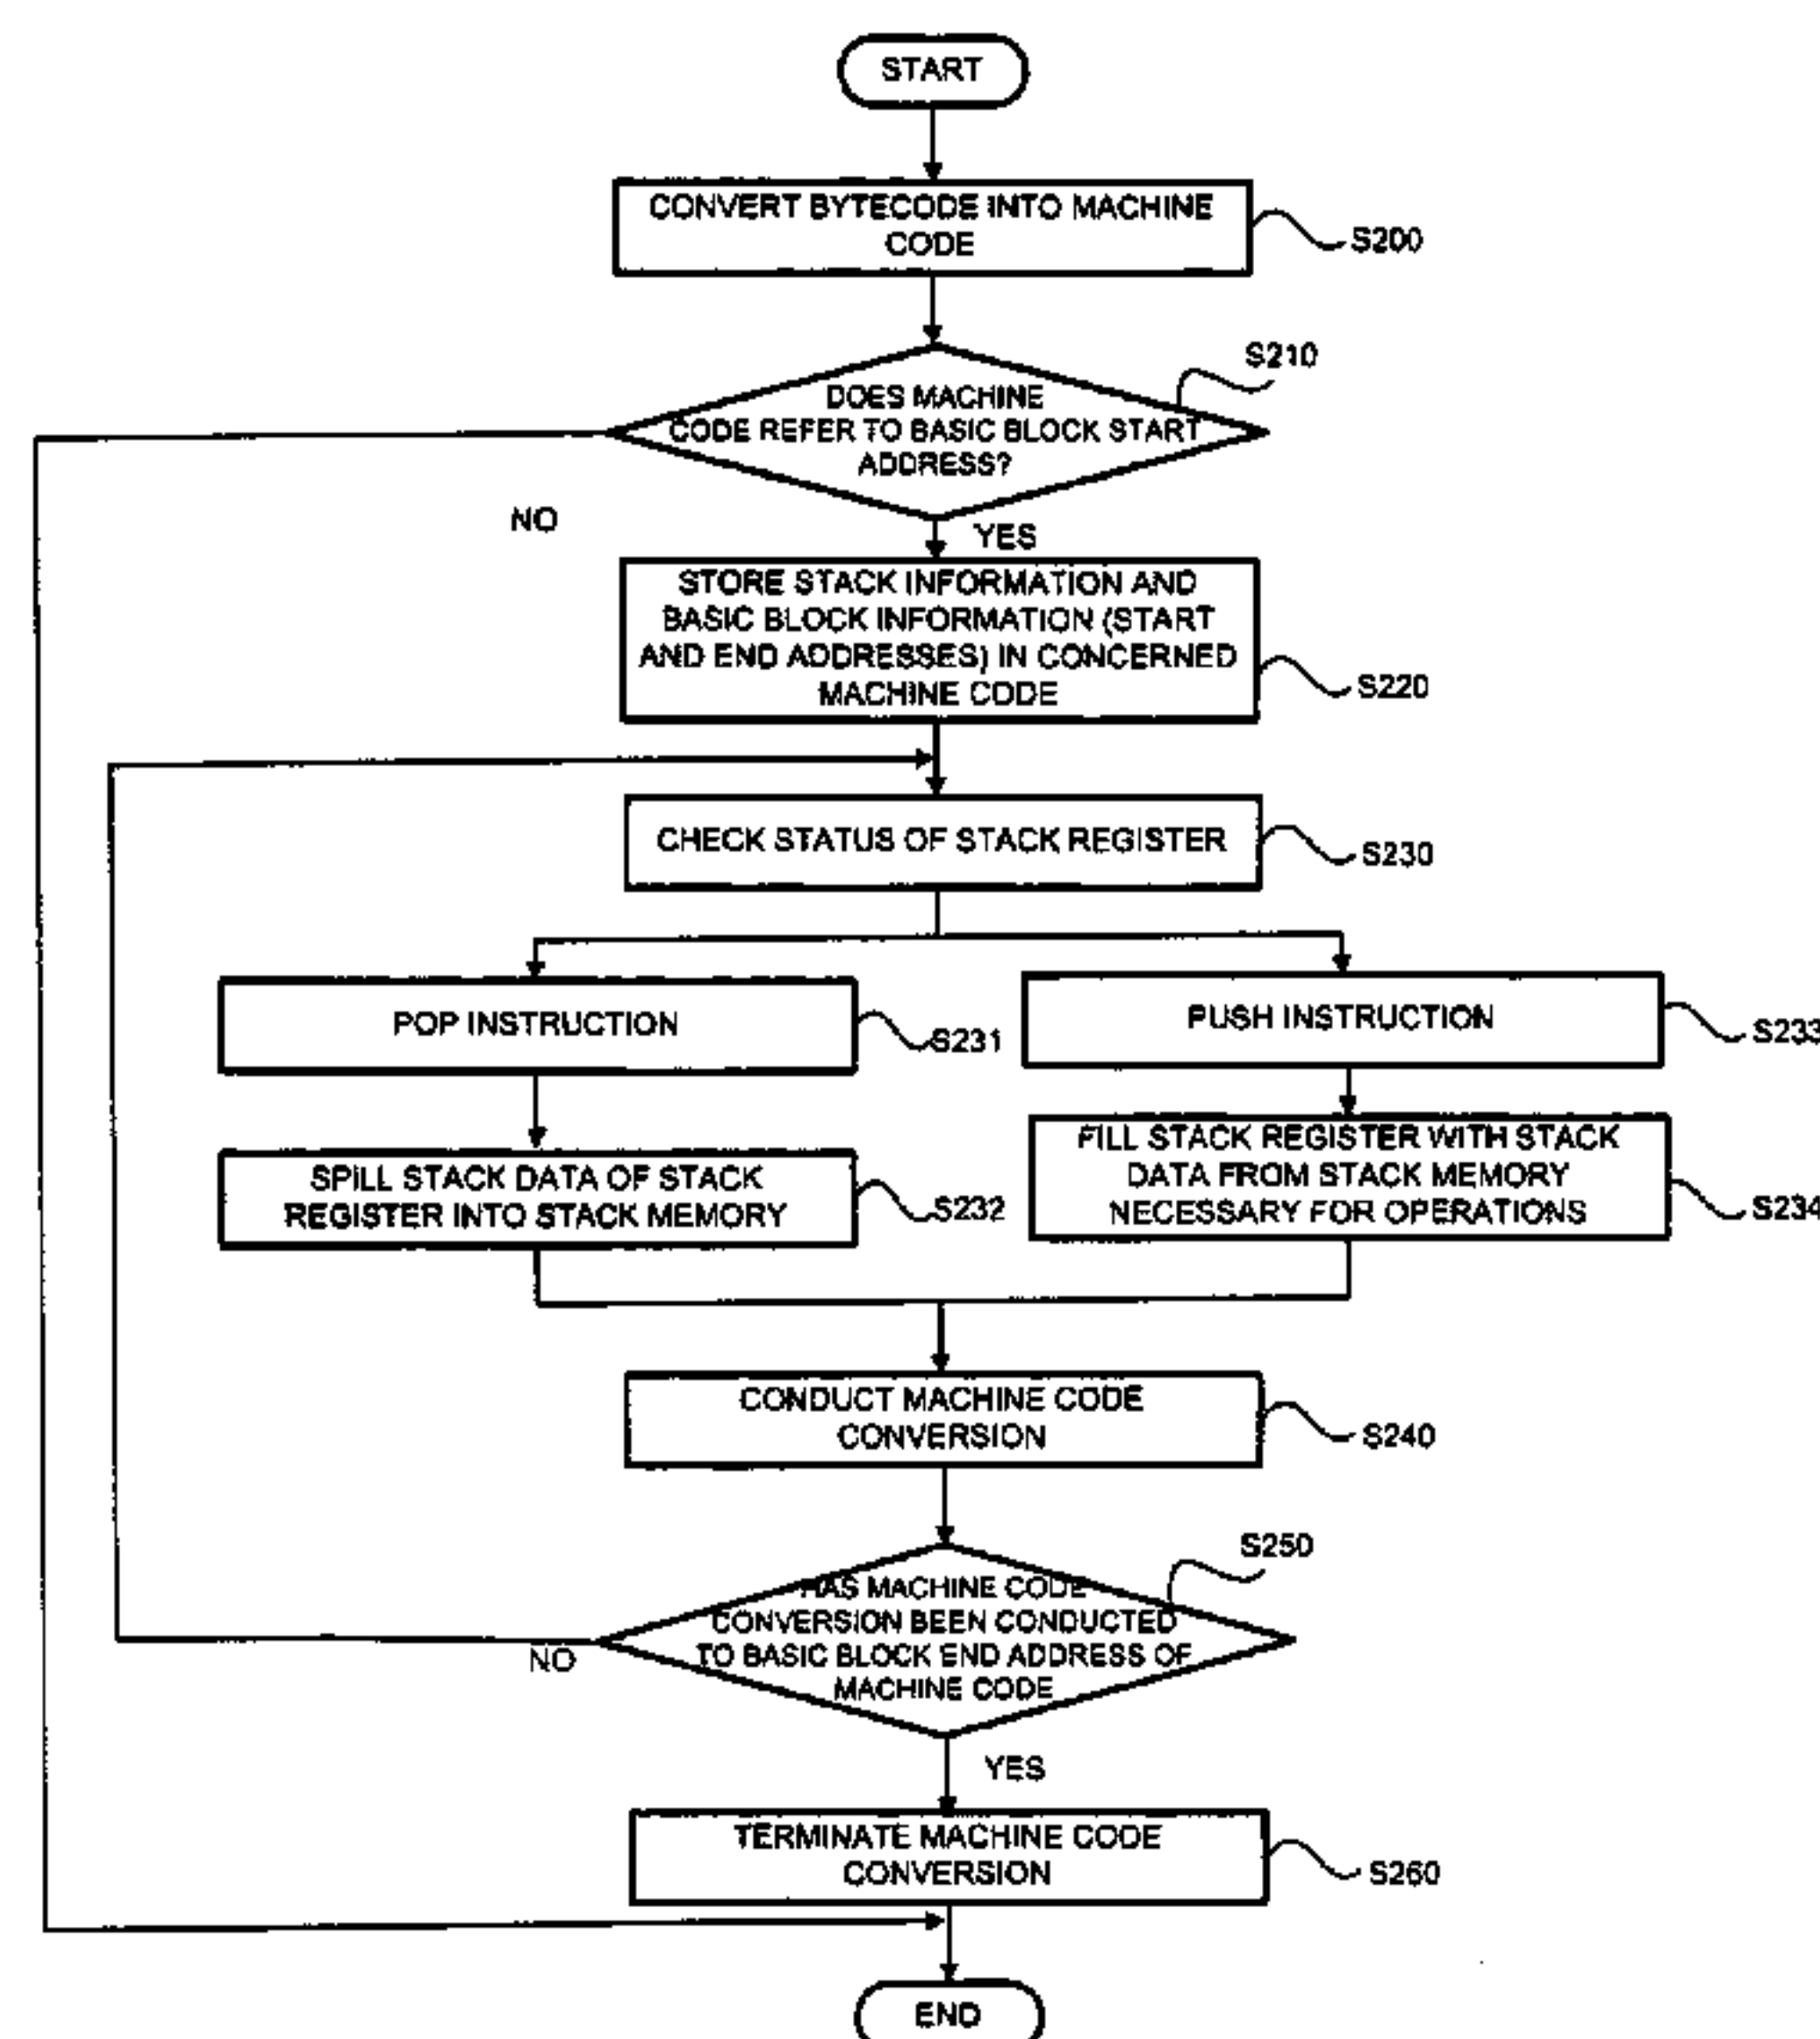 START
CONVERT BYTECODE INTO MACHINE
CODE
S200
S210
DOES MACHINE
CODE REFER TO BASIC BLOCK START
ADDRESS?
NO
YES
STORE STACK INFORMATION AND
BASIC BLOCK INFORMATION (START
AND END ADDRESSES) IN CONCERNED
MACHINE CODE
S220
CHECK STATUS OF STACK REGISTER
S230
POP INSTRUCTION
S231
PUSH INSTRUCTION
S233
SPILL STACK DATA OF STACK
REGISTER INTO STACK MEMORY
S232
FILL STACK REGISTER WITH STACK
DATA FROM STACK MEMORY
NECESSARY FOR OPERATIONS
S234
CONDUCT MACHINE CODE
CONVERSION
S240
S250
HAS MACHINE CODE
CONVERSION BEEN CONDUCTED
TO BASIC BLOCK END ADDRESS OF
MACHINE CODE
NO
YES
TERMINATE MACHINE CODE
CONVERSION
S260
END